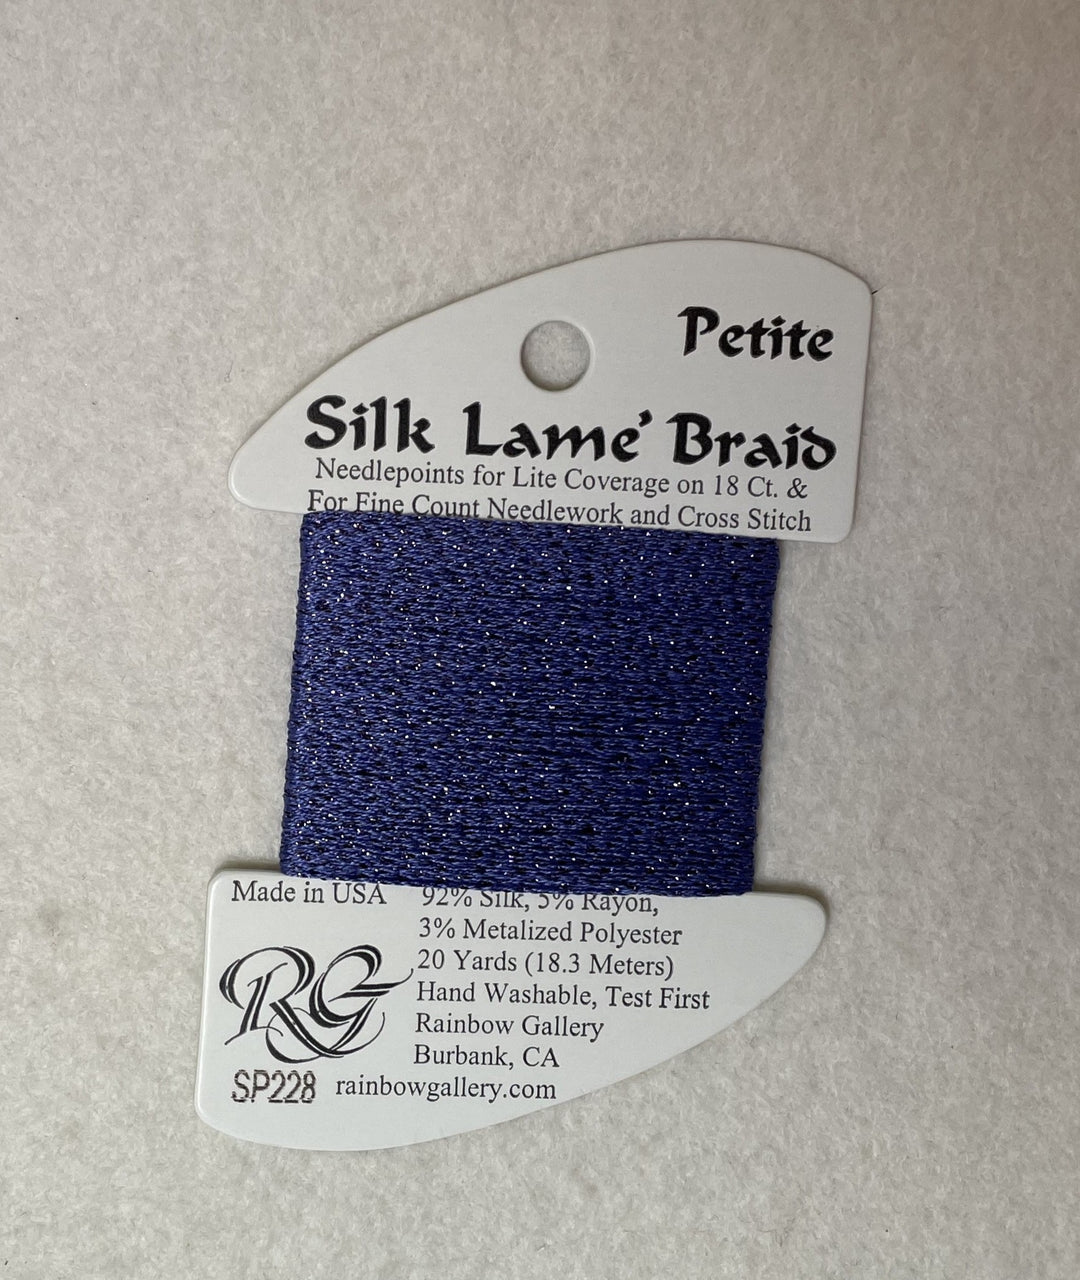 Petite
Silk Lame' Braid
Needlepoints for Lite Coverage on 18 Ct. &
For Fine Count Needlework and Cross Stitch
Made in USA
92% Silk, 5% Rayon,
3% Metalized Polyester
20 Yards (18.3 Meters)
Hand Washable, Test First
Rainbow Gallery
Burbank, CA
RG
SP228 rainbowgallery.com